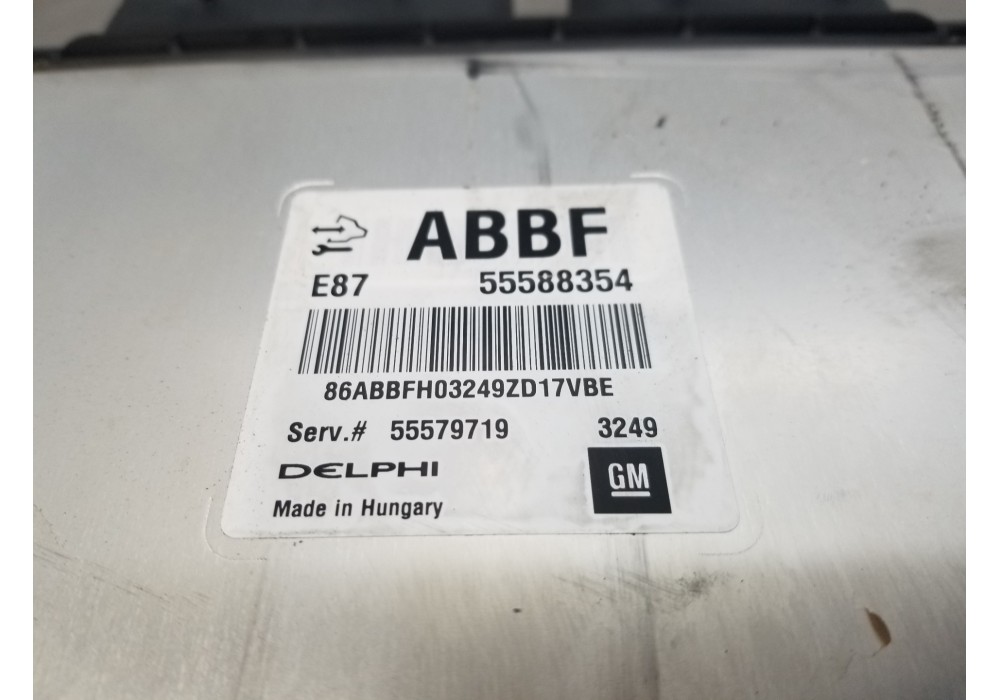 ABBF
E87 55588354
86ABBFH03249ZD17VBE
Serv.# 55579719 3249
DELPHI
GM
Made in Hungary